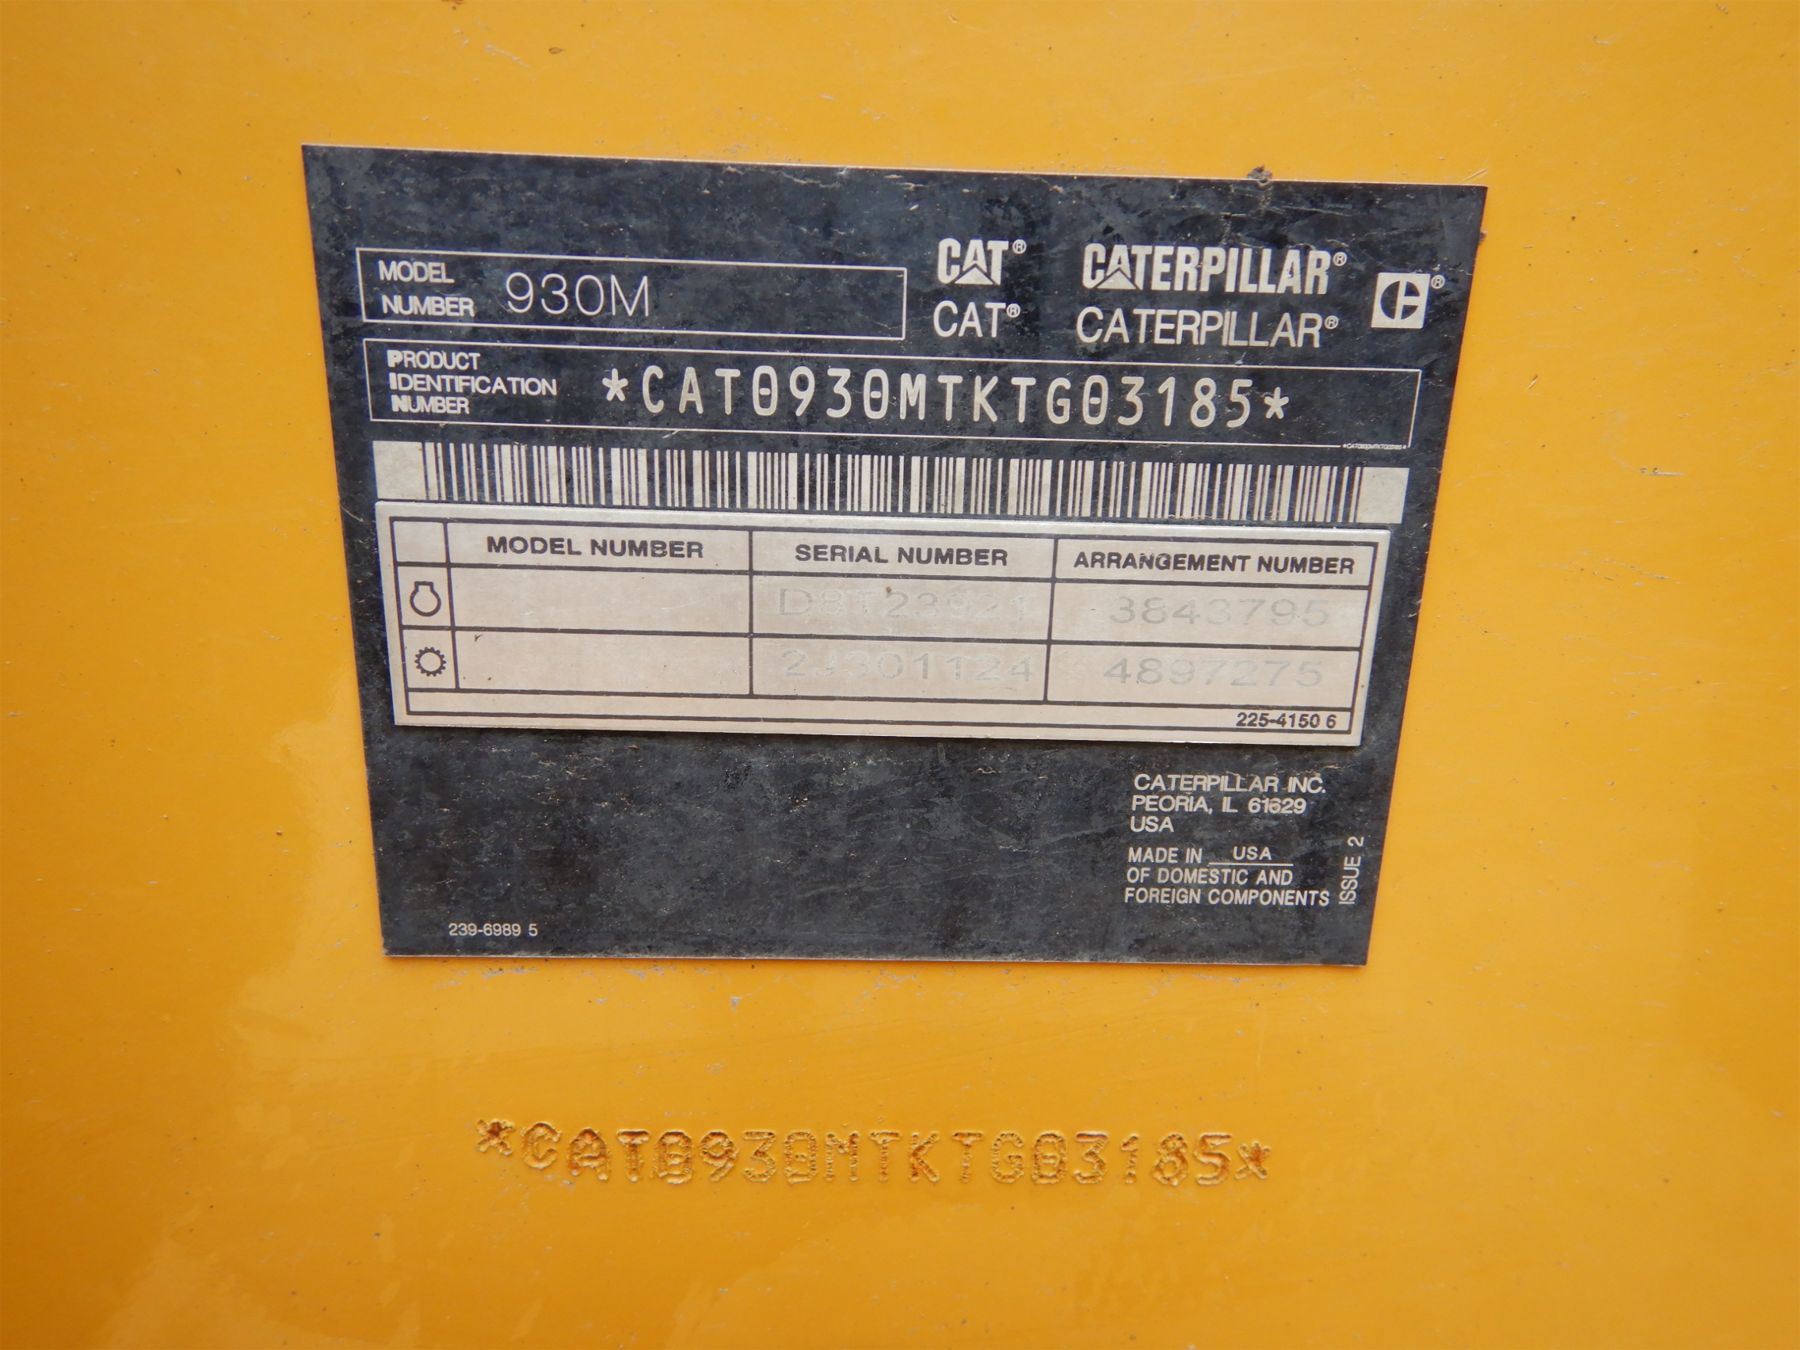 MODEL NUMBER 930M
CAT® CATERPILLAR®
CAT® CATERPILLAR®
PRODUCT IDENTIFICATION NUMBER *CAT0930MTKTG03185*
*CAT0930MTKTG03185*
MODEL NUMBER SERIAL NUMBER ARRANGEMENT NUMBER
3843795
4897275
225-4150 6
CATERPILLAR INC.
PEORIA, IL 61629
USA
MADE IN USA
OF DOMESTIC AND
FOREIGN COMPONENTS
ISSUE 2
239-6989 5
*CAT0930MTKTG03185*